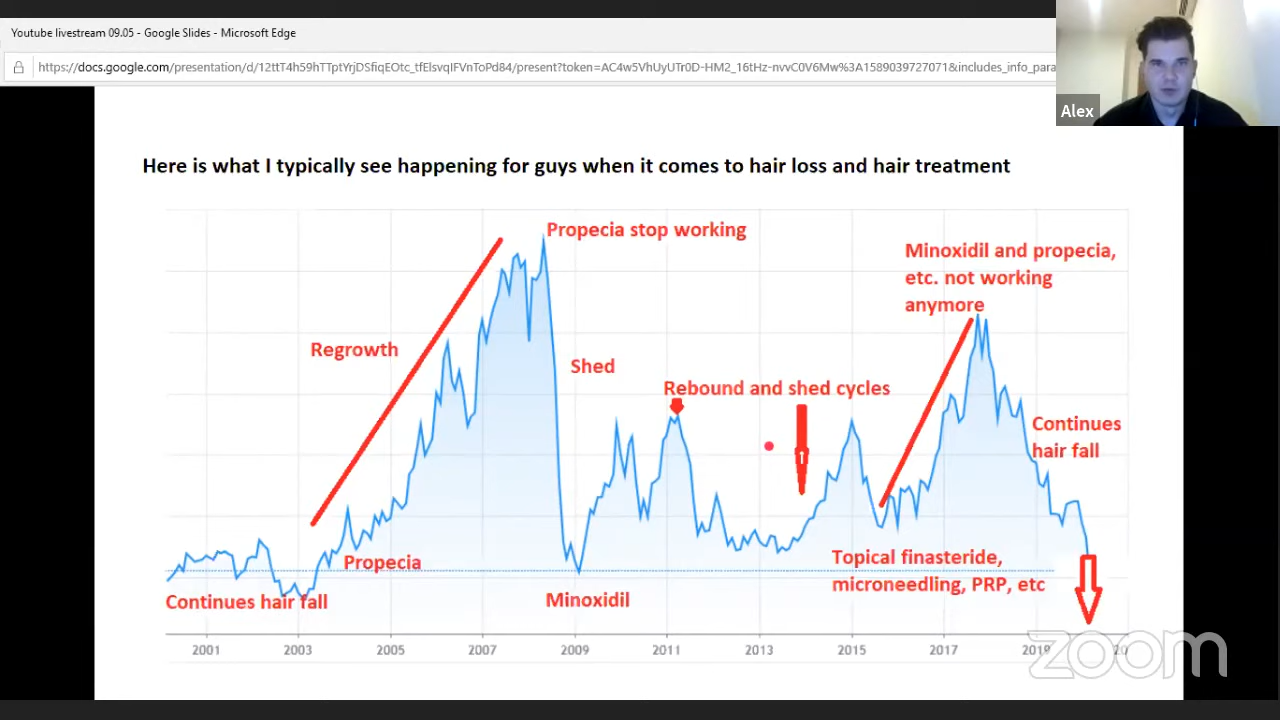 Youtube livestream 09.05 - Google Slides - Microsoft Edge
https://docs.google.com/presentation/d/12ttT4h59hTTptYrjDSfiqEOtc_tfElsvqIFVnToPd84/present?token=AC4w5VhUyUTr0D-HM2_16tHz-nvvC0V6Mw%3A1589039727071&includes_info_para
Alex
Here is what I typically see happening for guys when it comes to hair loss and hair treatment
Propecia stop working
Minoxidil and propecia,
etc. not working
anymore
Regrowth
Shed
Rebound and shed cycles
Continues
hair fall
Propecia
Topical finasteride,
microneedling, PRP, etc
Continues hair fall
Minoxidil
2001 2003 2005 2007 2009 2011 2013 2015 2017 2019 20
zoom